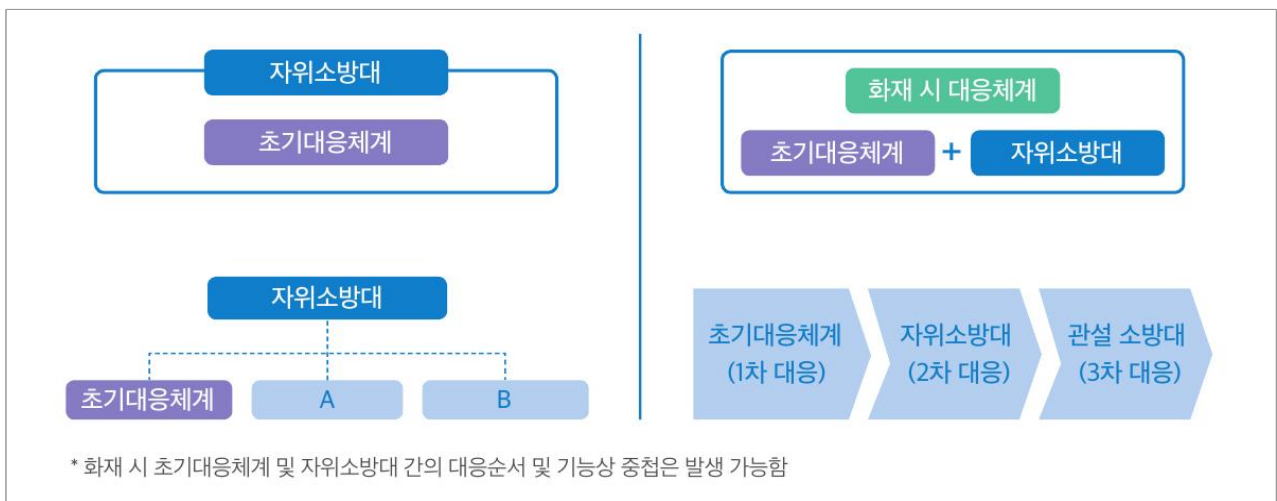 자위소방대
초기대응체계
자위소방대
초기대응체계
A
B
화재 시 대응체계
초기대응체계 + 자위소방대
초기대응체계
(1차 대응)
자위소방대
(2차 대응)
관설 소방대
(3차 대응)
* 화재 시 초기대응체계 및 자위소방대 간의 대응순서 및 기능상 중첩은 발생 가능함